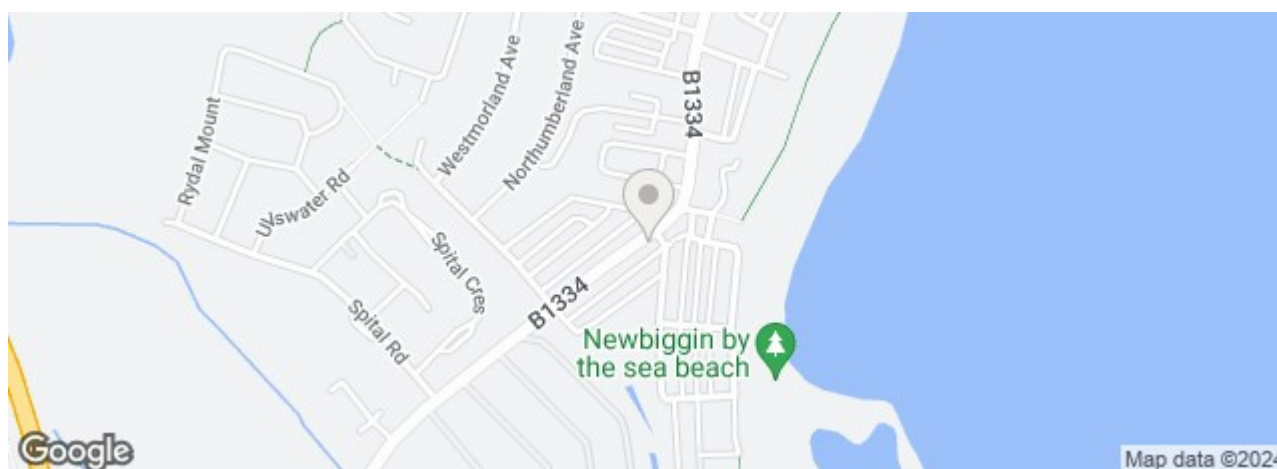 Westmorland Ave
Northumberland Ave
B1334
Rydal Mount
Ullswater Rd
Spital Cres
B1334
Spital Rd
Newbiggin by
the sea beach
Google
Map data ©2024